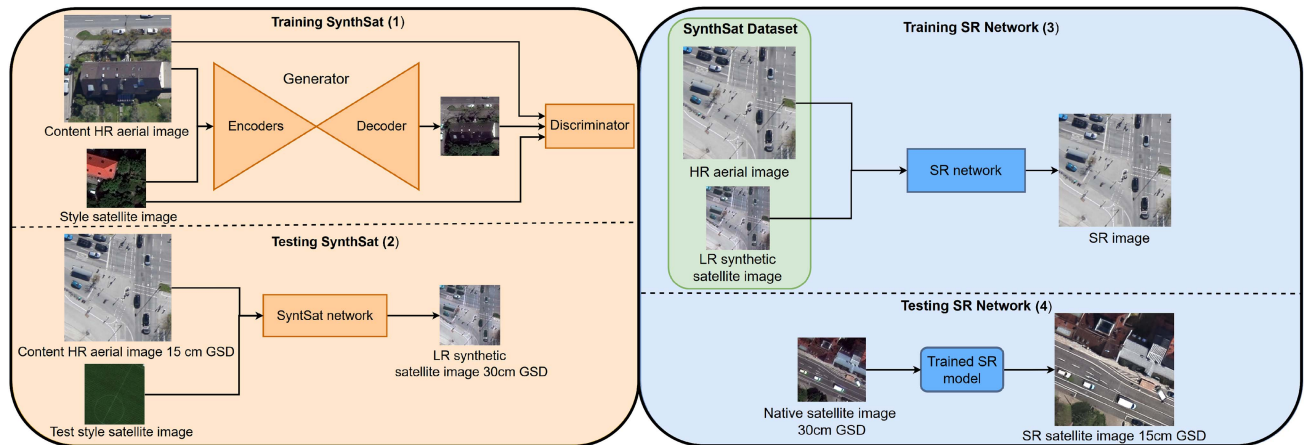 Training SynthSat (1)
Content HR aerial image
Style satellite image
Generator
Encoders
Decoder
Discriminator
Testing SynthSat (2)
Content HR aerial image 15 cm GSD
Test style satellite image
SyntSat network
LR synthetic
satellite image 30cm GSD
Training SR Network (3)
SynthSat Dataset
HR aerial image
LR synthetic
satellite image
SR network
SR image
Testing SR Network (4)
Native satellite image
30cm GSD
Trained SR
model
SR satellite image 15cm GSD